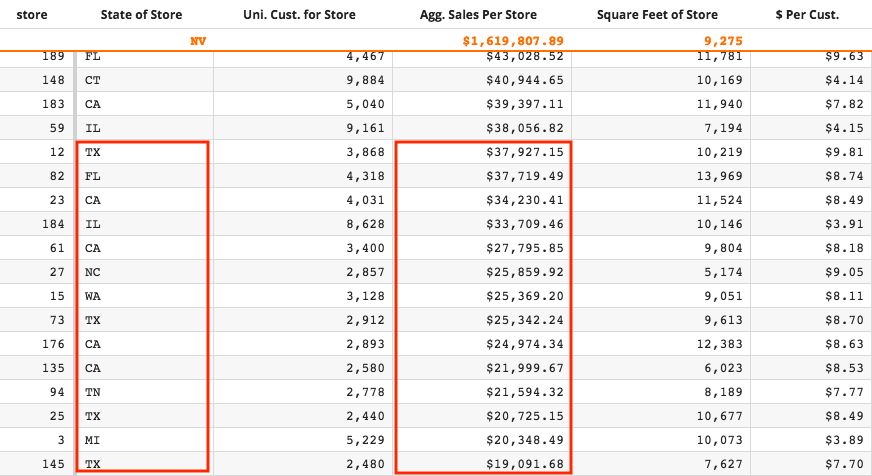 store State of Store Uni. Cust. for Store Agg. Sales Per Store Square Feet of Store $ Per Cust.
NV $1,619,807.89 9,275
189 FL 4,467 $43,028.52 11,781 $9.63
148 CT 9,884 $40,944.65 10,169 $4.14
183 CA 5,040 $39,397.11 11,940 $7.82
59 IL 9,161 $38,056.82 7,194 $4.15
12 TX 3,868 $37,927.15 10,219 $9.81
82 FL 4,318 $37,719.49 13,969 $8.74
23 CA 4,031 $34,230.41 11,524 $8.49
184 IL 8,628 $33,709.46 10,146 $3.91
61 CA 3,400 $27,795.85 9,804 $8.18
27 NC 2,857 $25,859.92 5,174 $9.05
15 WA 3,128 $25,369.20 9,051 $8.11
73 TX 2,912 $25,342.24 9,613 $8.70
176 CA 2,893 $24,974.34 12,383 $8.63
135 CA 2,580 $21,999.67 6,023 $8.53
94 TN 2,778 $21,594.32 8,189 $7.77
25 TX 2,440 $20,725.15 10,677 $8.49
3 MI 5,229 $20,348.49 10,073 $3.89
145 TX 2,480 $19,091.68 7,627 $7.70